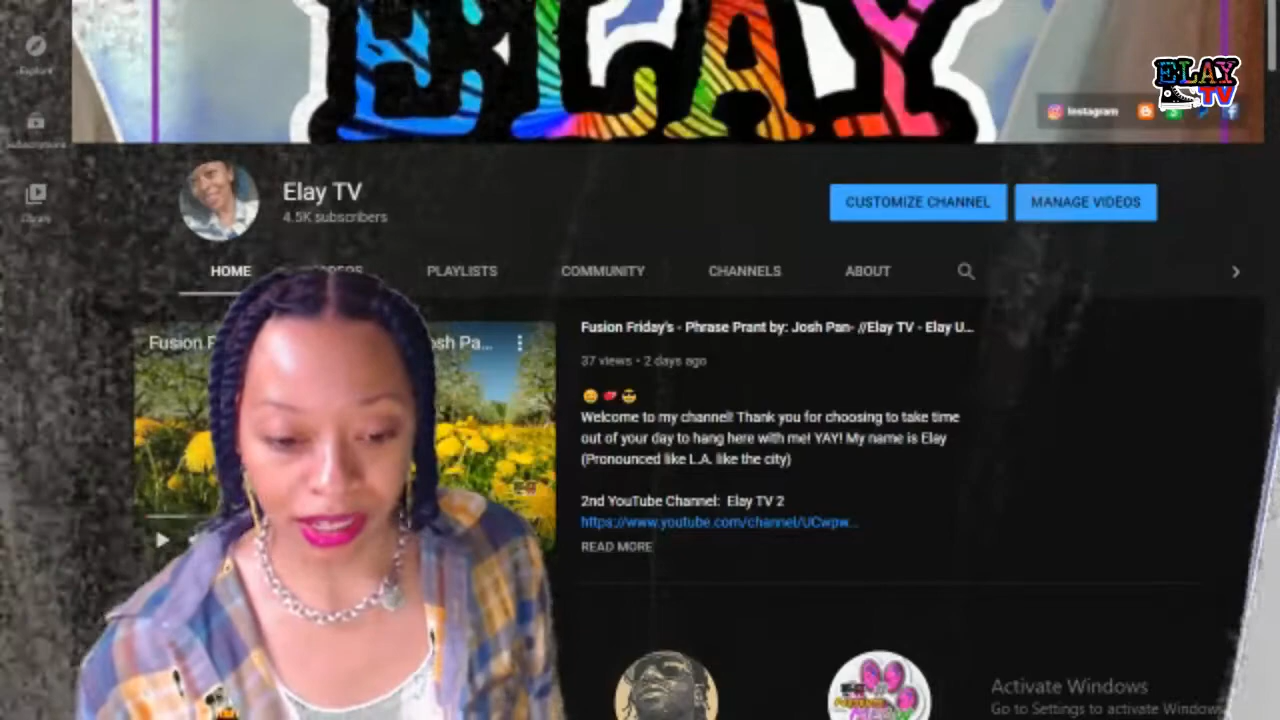 ELAY
ELAY
TV
Explore
Instagram
Subscriptions
Library
Elay TV
4.5K subscribers
CUSTOMIZE CHANNEL
MANAGE VIDEOS
HOME
PLAYLISTS
COMMUNITY
CHANNELS
ABOUT
Fusion F
osh Pa...
Fusion Friday's - Phrase Prant by: Josh Pan- //Elay TV - Elay U...
37 views • 2 days ago
Welcome to my channel! Thank you for choosing to take time
out of your day to hang here with me! YAY! My name is Elay
(Pronounced like L.A. like the city)
2nd YouTube Channel: Elay TV 2
https://www.youtube.com/channel/UCwpw...
READ MORE
Activate Windows
Go to Settings to activate Windows